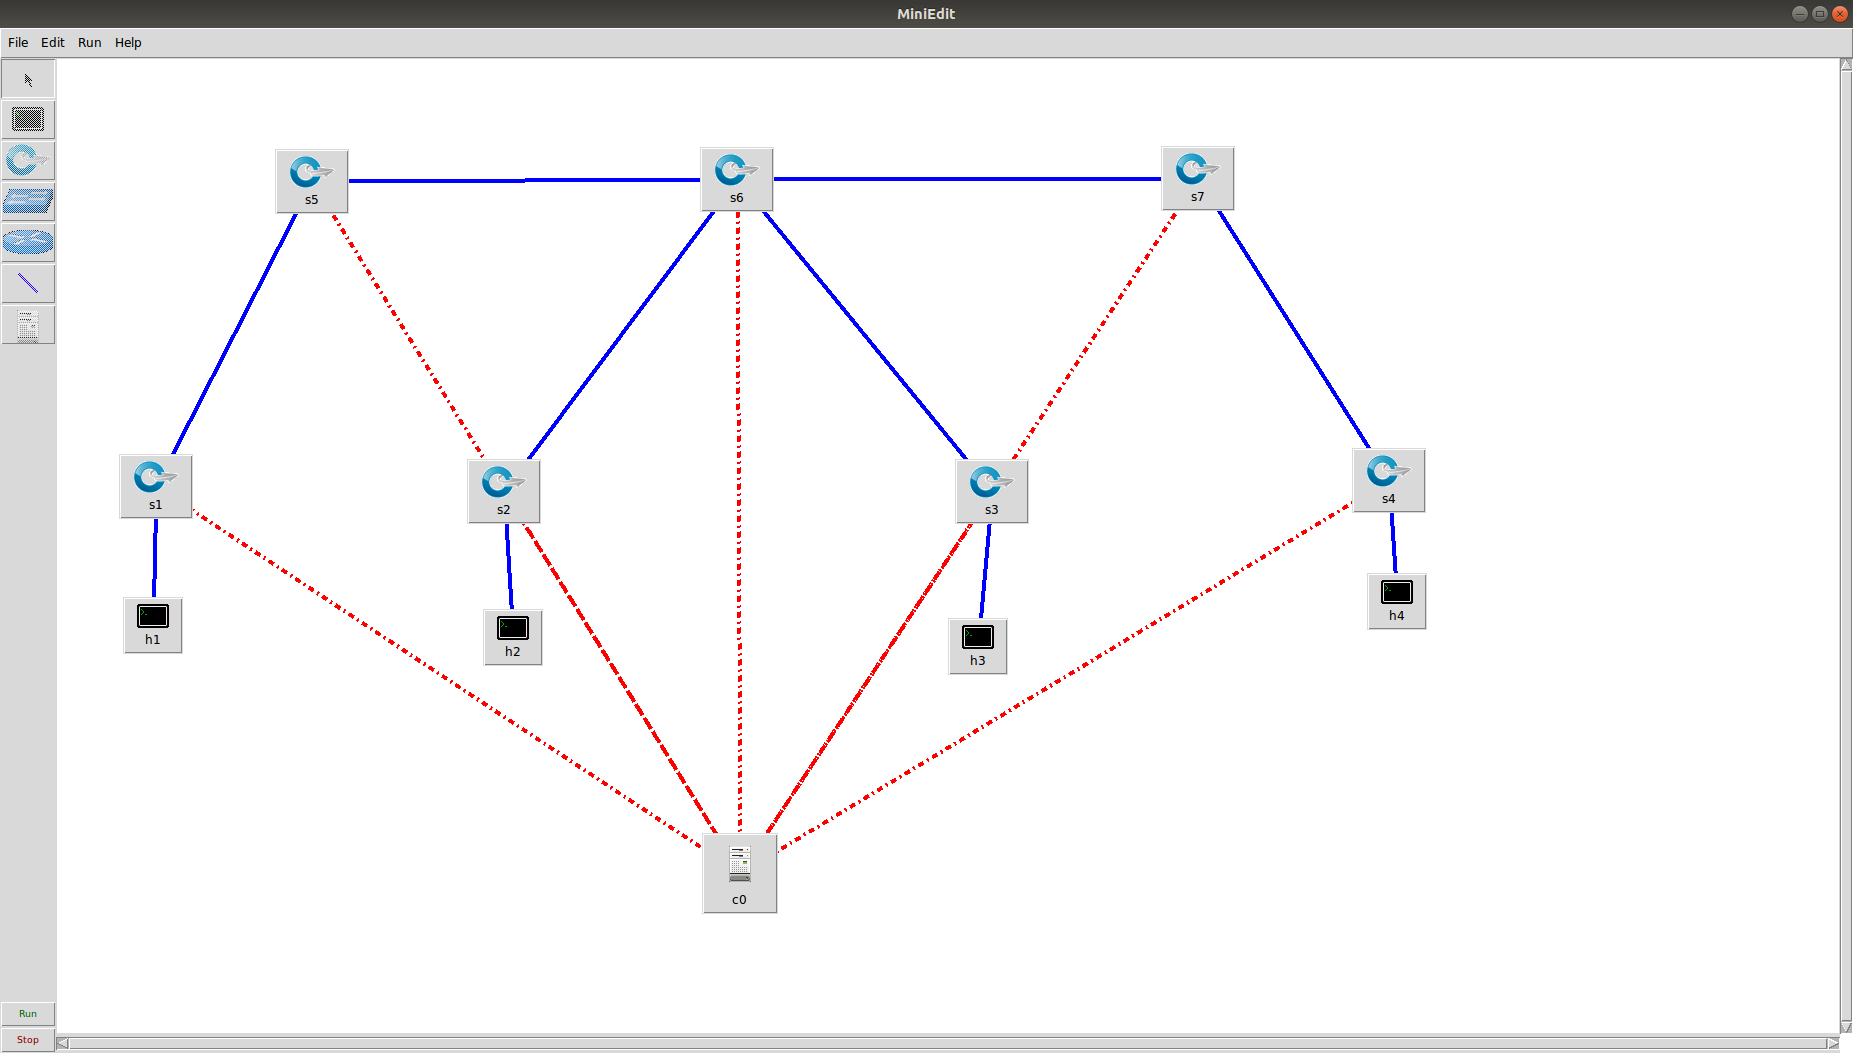 MiniEdit
File Edit Run Help
s5
s6
s7
s1
s2
s3
s4
h1
h2
h3
h4
c0
Run
Stop